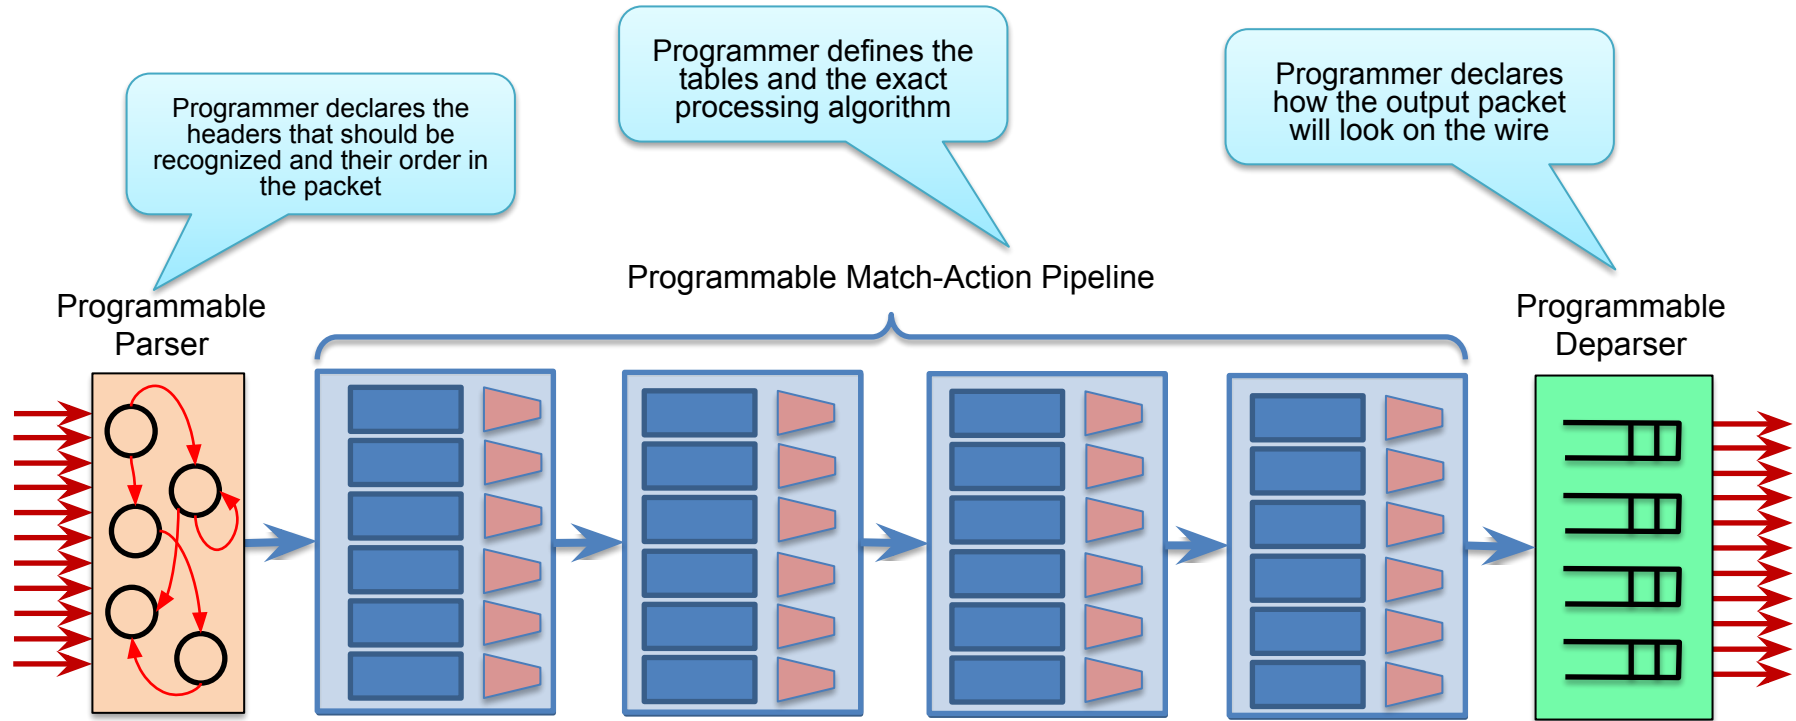 Programmer declares the
headers that should be
recognized and their order in
the packet
Programmer defines the
tables and the exact
processing algorithm
Programmer declares
how the output packet
will look on the wire
Programmable Match-Action Pipeline
Programmable
Parser
Programmable
Deparser